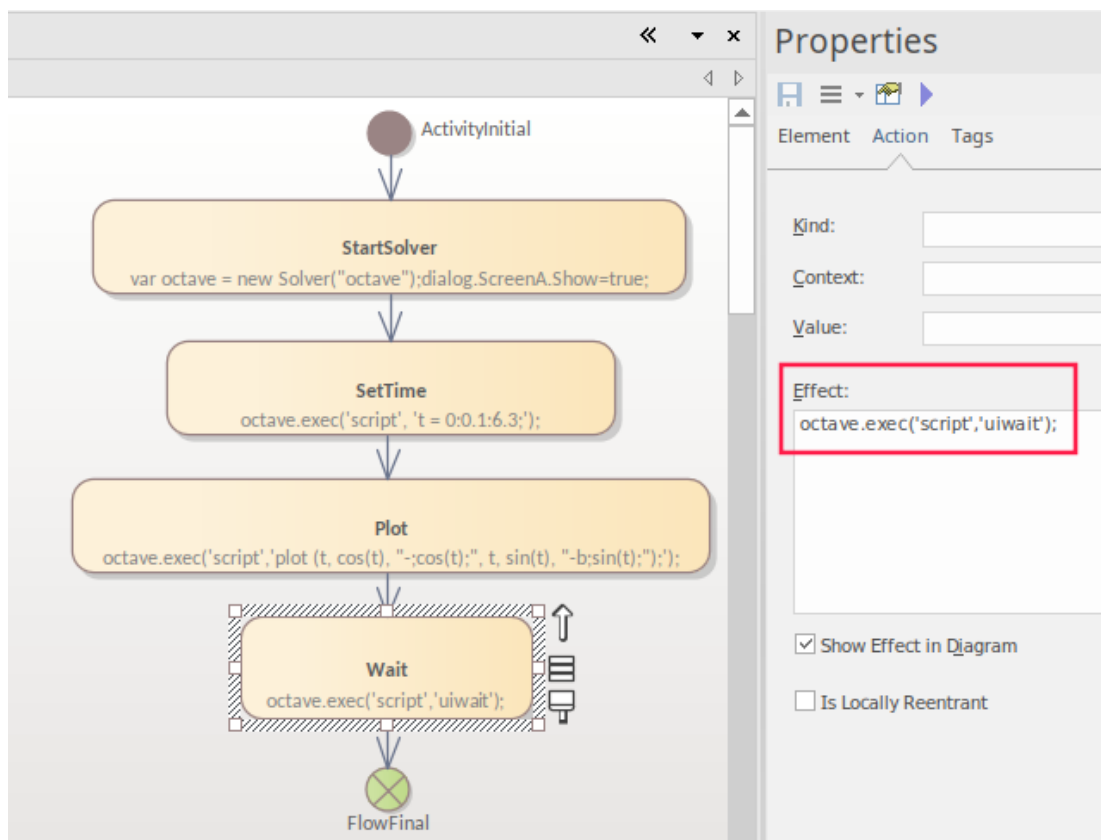 Properties
Element Action Tags
ActivityInitial
StartSolver
var octave = new Solver("octave");dialog.ScreenA.Show=true;
SetTime
octave.exec('script', 't = 0:0.1:6.3;');
Plot
octave.exec('script','plot (t, cos(t), "-;cos(t);", t, sin(t), "-b;sin(t);");');
Wait
octave.exec('script','uiwait');
FlowFinal
Kind:
Context:
Value:
Effect:
octave.exec('script','uiwait');
Show Effect in Diagram
Is Locally Reentrant